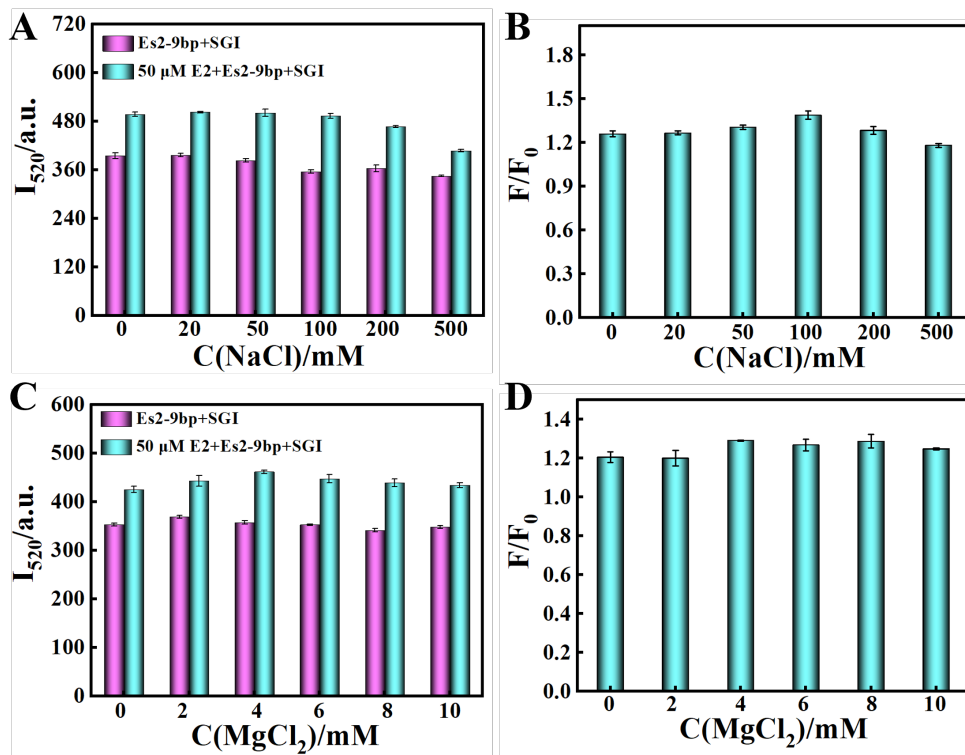 A
720
600
480
360
240
120
0
I520/a.u.
Es2-9bp+SGI
50 μM E2+Es2-9bp+SGI
0 20 50 100 200 500
C(NaCl)/mM
B
1.8
1.5
1.2
0.9
0.6
0.3
0.0
F/F0
0 20 50 100 200 500
C(NaCl)/mM
C
600
500
400
300
200
100
0
I520/a.u.
Es2-9bp+SGI
50 μM E2+Es2-9bp+SGI
0 2 4 6 8 10
C(MgCl2)/mM
D
1.4
1.2
1.0
0.8
0.6
0.4
1.2
0.0
F/F0
0 2 4 6 8 10
C(MgCl2)/mM